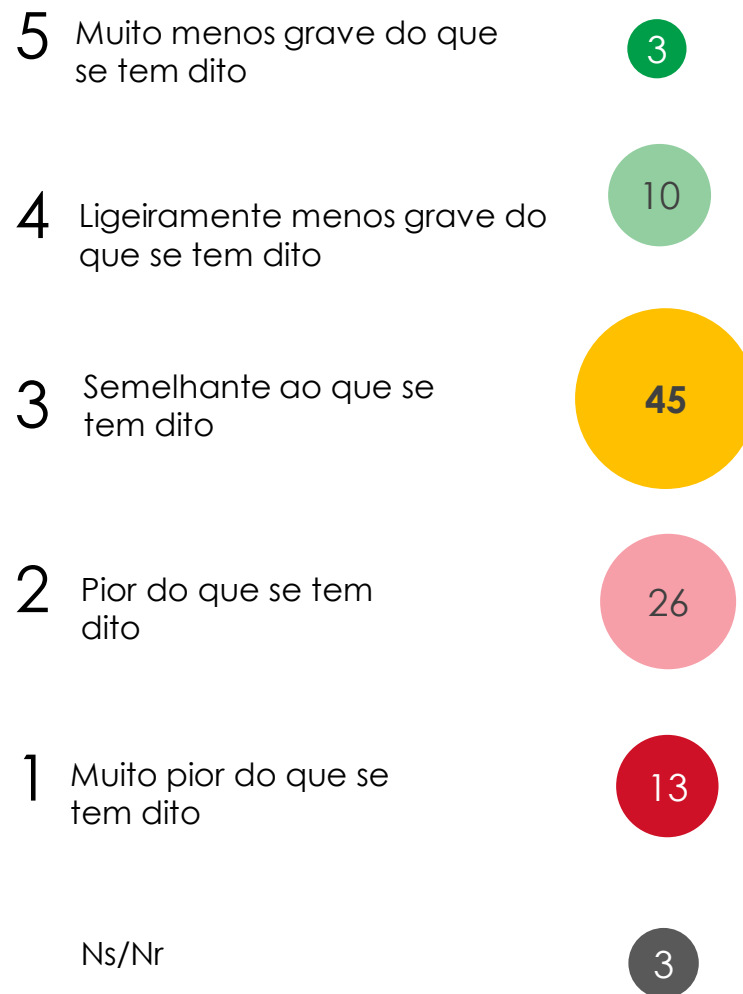 5 Muito menos grave do que
se tem dito
3
4 Ligeiramente menos grave do
que se tem dito
10
3 Semelhante ao que se
tem dito
45
2 Pior do que se tem
dito
26
1 Muito pior do que se
tem dito
13
Ns/Nr
3